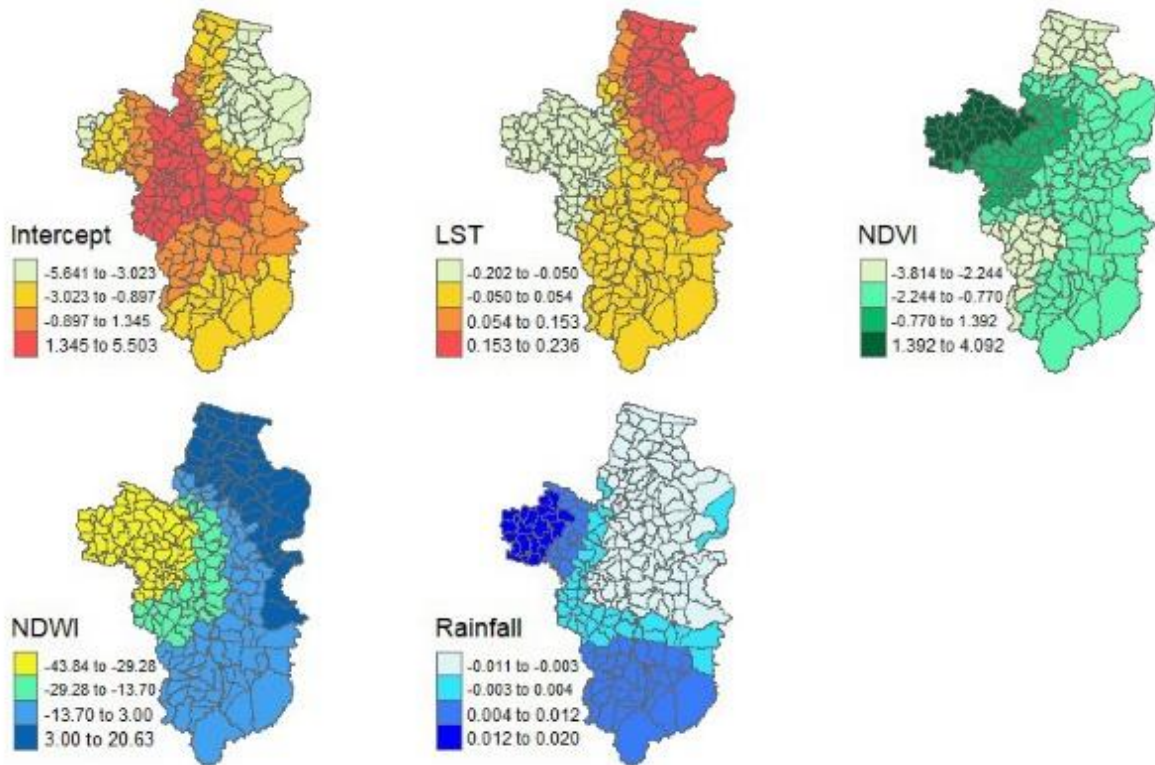 Intercept
-5.641 to -3.023
-3.023 to -0.897
-0.897 to 1.345
1.345 to 5.503
LST
-0.202 to -0.050
-0.050 to 0.054
0.054 to 0.153
0.153 to 0.236
NDVI
-3.814 to -2.244
-2.244 to -0.770
-0.770 to 1.392
1.392 to 4.092
NDWI
-43.84 to -29.28
-29.28 to -13.70
-13.70 to 3.00
3.00 to 20.63
Rainfall
-0.011 to -0.003
-0.003 to 0.004
0.004 to 0.012
0.012 to 0.020